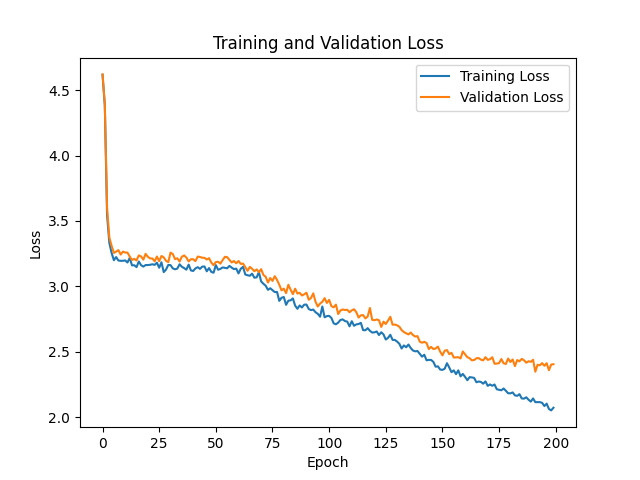 Training and Validation Loss
Training Loss
Validation Loss
4.5
4.0
3.5
3.0
2.5
2.0
Loss
0 25 50 75 100 125 150 175 200
Epoch